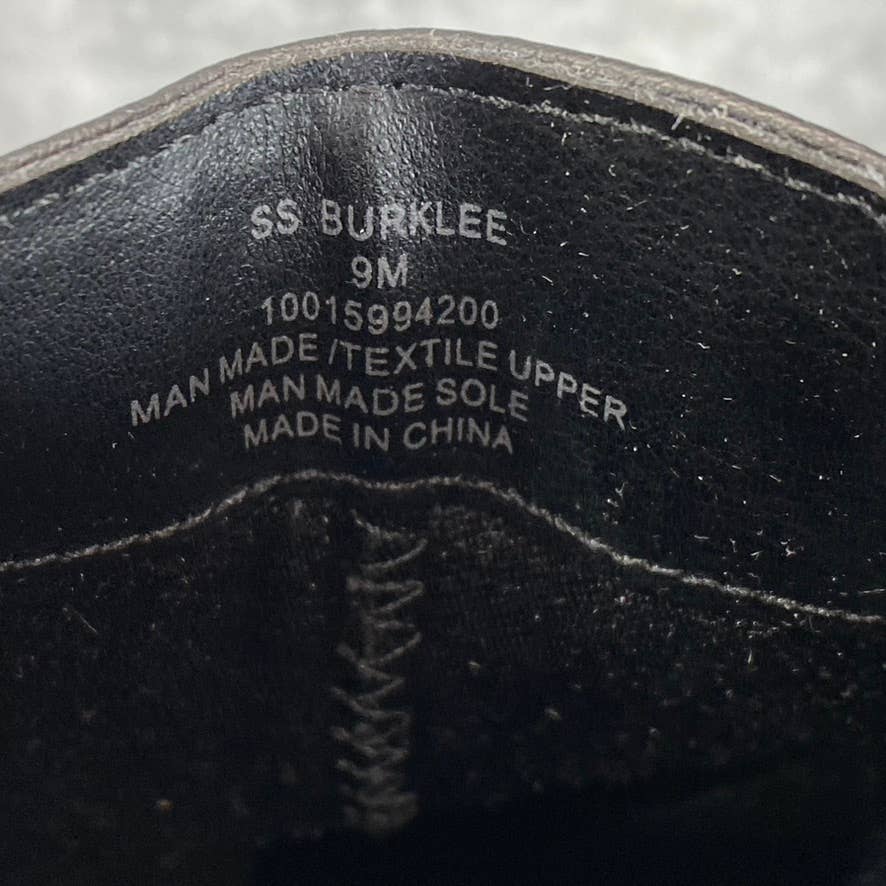 SS BURKLEE
9M
10015994200
MAN MADE /TEXTILE UPPER
MAN MADE SOLE
MADE IN CHINA